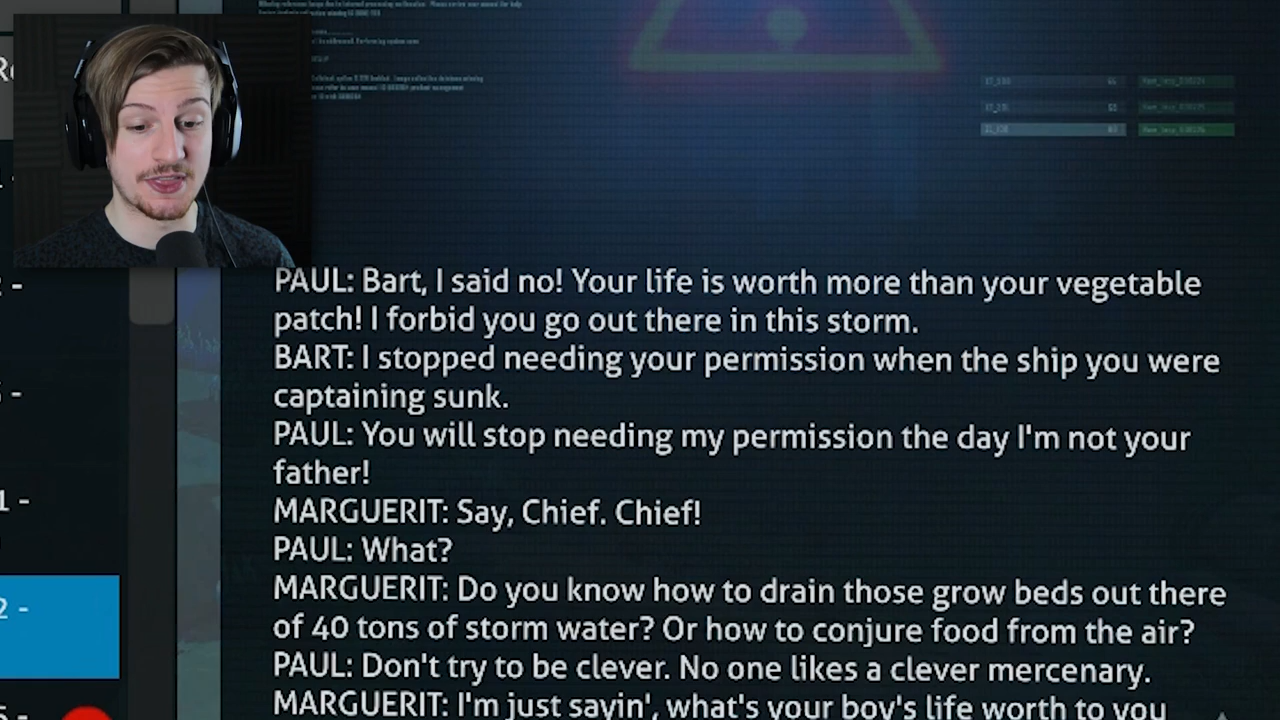 PAUL: Bart, I said no! Your life is worth more than your vegetable
patch! I forbid you go out there in this storm.
BART: I stopped needing your permission when the ship you were
captaining sunk.
PAUL: You will stop needing my permission the day I'm not your
father!
MARGUERIT: Say, Chief. Chief!
PAUL: What?
MARGUERIT: Do you know how to drain those grow beds out there
of 40 tons of storm water? Or how to conjure food from the air?
PAUL: Don't try to be clever. No one likes a clever mercenary.
MARGUERIT: I'm just sayin', what's your boy's life worth to you